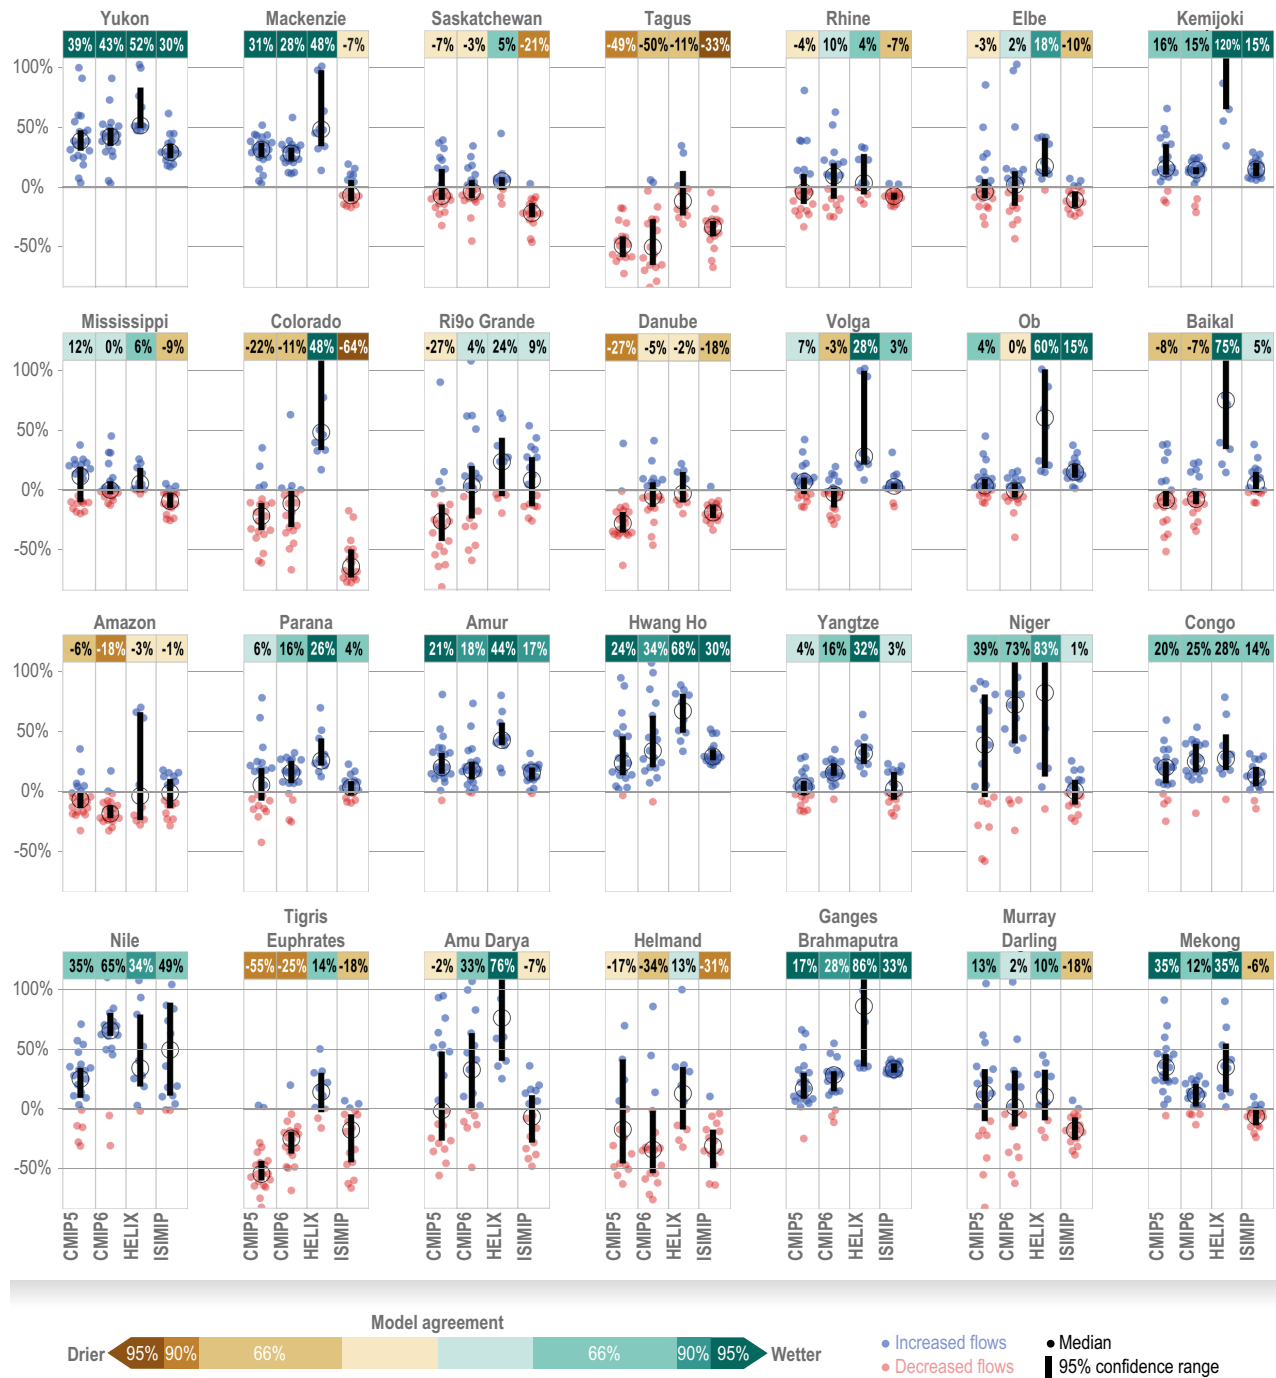 Yukon Mackenzie Saskatchewan Tagus Rhine Elbe Kemijoki
39% 43% 52% 30% 31% 28% 48% -7% -7% -3% 5% -21% -49% -50% -11% -33% -4% 10% 4% -7% -3% 2% 18% -10% 16% 15% 120% 15%
100%
50%
0%
-50%
Mississippi Colorado Ri9o Grande Danube Volga Ob Baikal
12% 0% 6% -9% -22% -11% 48% -64% -27% 4% 24% 9% -27% -5% -2% -18% 7% -3% 28% 3% 4% 0% 60% 15% -8% -7% 75% 5%
100%
50%
0%
-50%
Amazon Parana Amur Hwang Ho Yangtze Niger Congo
-6% -18% -3% -1% 6% 16% 26% 4% 21% 18% 44% 17% 24% 34% 68% 30% 4% 16% 32% 3% 39% 73% 83% 1% 20% 25% 28% 14%
100%
50%
0%
-50%
Tigris Ganges Murray
Nile Euphrates Amu Darya Helmand Brahmaputra Darling Mekong
35% 65% 34% 49% -55% -25% 14% -18% -2% 33% 76% -7% -17% -34% 13% -31% 17% 28% 86% 33% 13% 2% 10% -18% 35% 12% 35% -6%
100%
50%
0%
-50%
CMIP5 CMIP6 HELIX ISIMIP CMIP5 CMIP6 HELIX ISIMIP CMIP5 CMIP6 HELIX ISIMIP CMIP5 CMIP6 HELIX ISIMIP CMIP5 CMIP6 HELIX ISIMIP CMIP5 CMIP6 HELIX ISIMIP CMIP5 CMIP6 HELIX ISIMIP
Model agreement
Drier 95% 90% 66% 66% 90% 95% Wetter
Increased flows Median
Decreased flows 95% confidence range